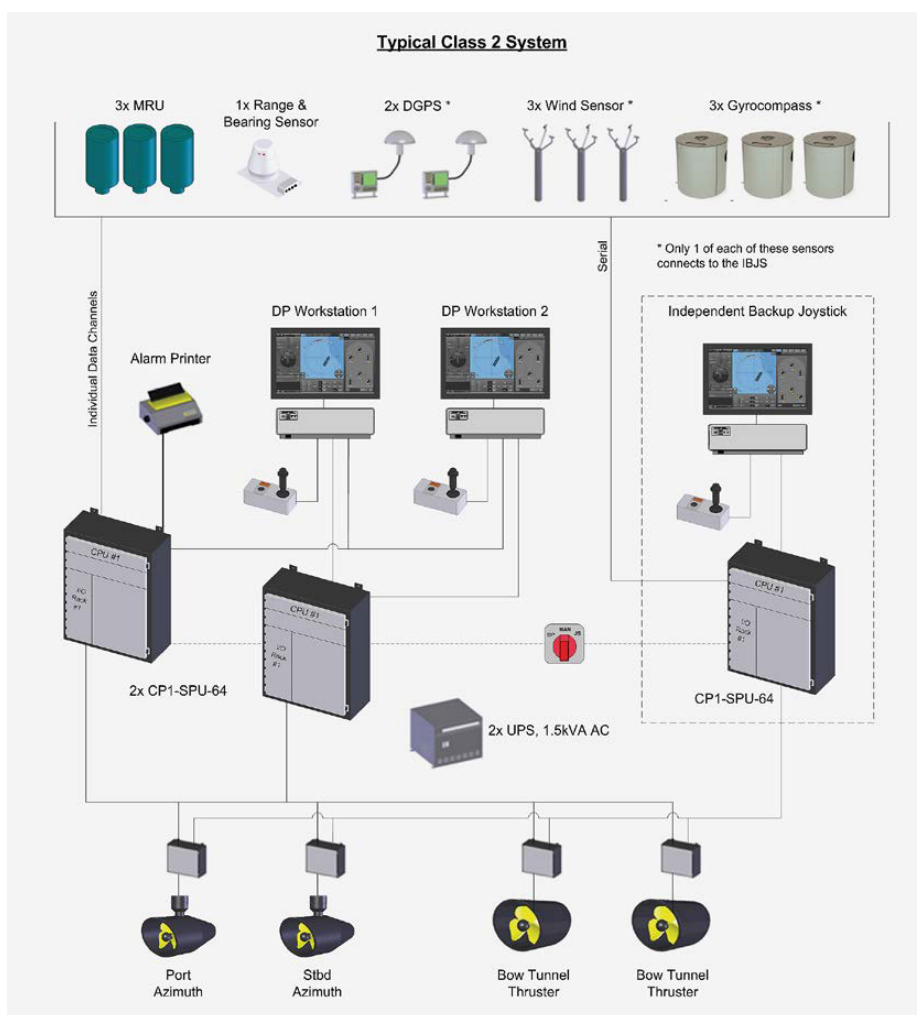 Typical Class 2 System
3x MRU
1x Range &
Bearing Sensor
2x DGPS *
3x Wind Sensor *
3x Gyrocompass *
Individual Data Channels
Serial
* Only 1 of each of these sensors
connects to the IBJS
DP Workstation 1
DP Workstation 2
Independent Backup Joystick
Alarm Printer
CPU #1
I/O
Rack
#1
CPU #1
I/O
Rack
#1
DP
MAN
JS
CPU #1
I/O
Rack
#1
2x CP1-SPU-64
CP1-SPU-64
2x UPS, 1.5kVA AC
Port
Azimuth
Stbd
Azimuth
Bow Tunnel
Thruster
Bow Tunnel
Thruster